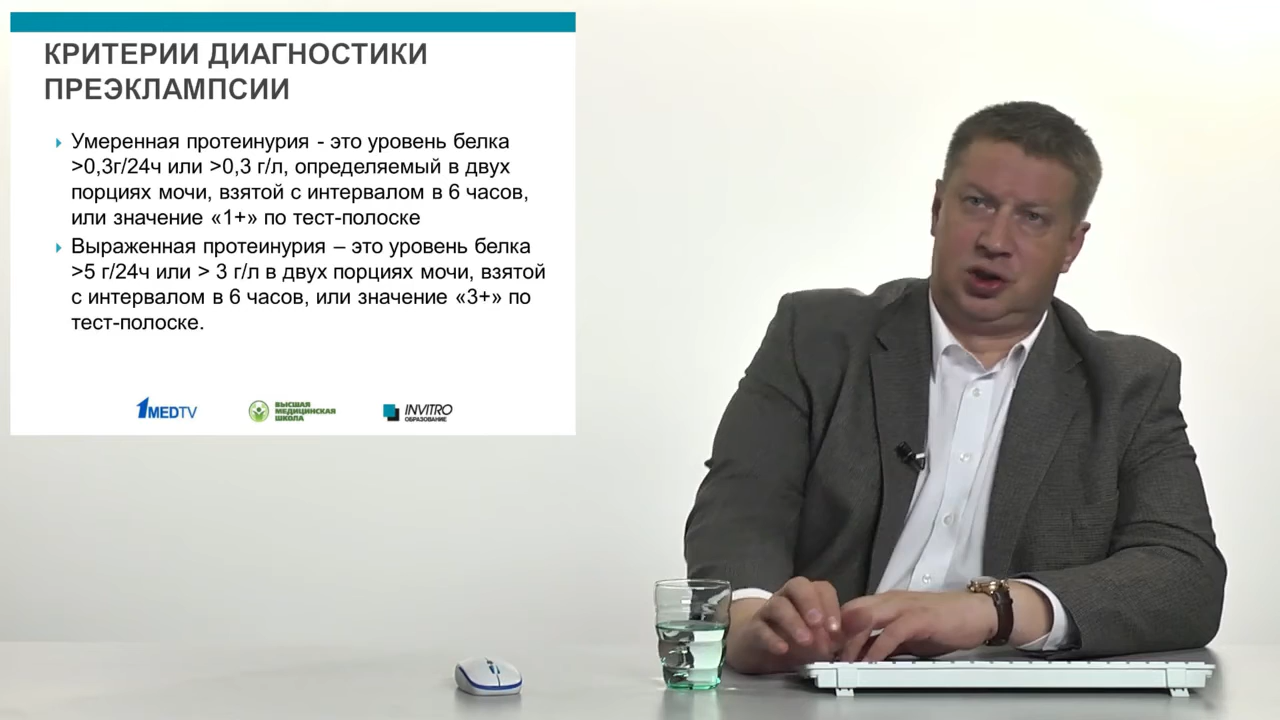 КРИТЕРИИ ДИАГНОСТИКИ
ПРЕЭКЛАМПСИИ
Умеренная протеинурия - это уровень белка
>0,3г/24ч или >0,3 г/л, определяемый в двух
порциях мочи, взятой с интервалом в 6 часов,
или значение «1+» по тест-полоске
Выраженная протеинурия – это уровень белка
>5 г/24ч или > 3 г/л в двух порциях мочи, взятой
с интервалом в 6 часов, или значение «3+» по
тест-полоске.
1MEDTV
ВЫСШАЯ
МЕДИЦИНСКАЯ
ШКОЛА
INVITRO
ОБРАЗОВАНИЕ